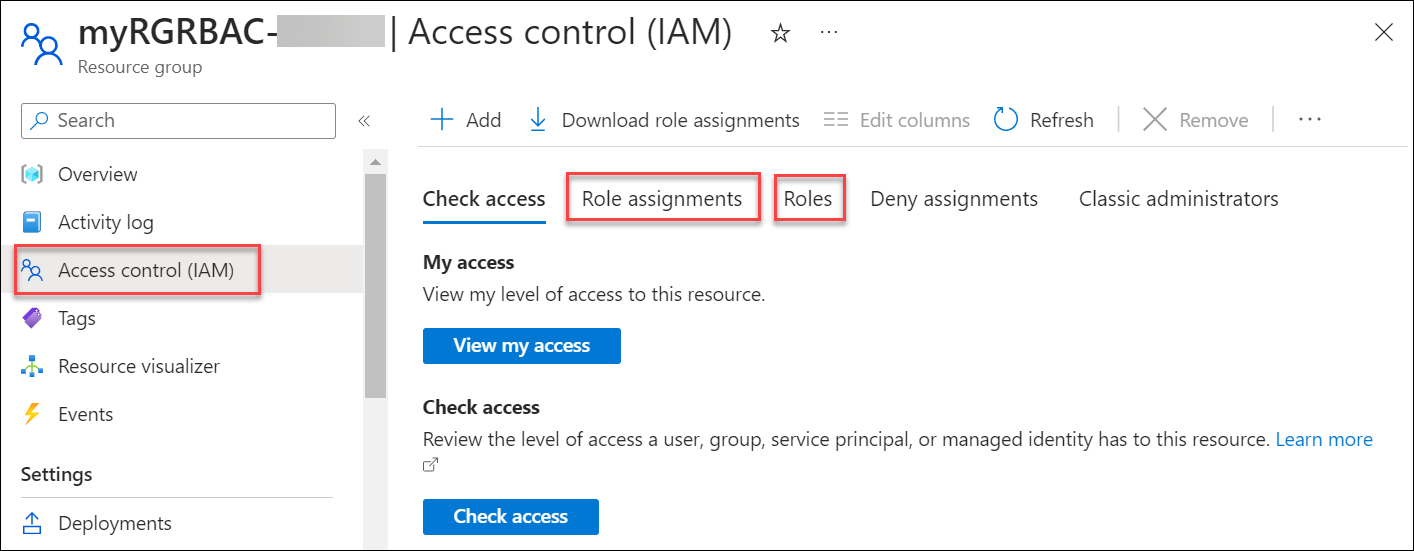 myRGRBAC- | Access control (IAM) ☆ ...
Resource group
Search «
+ Add Download role assignments Edit columns Refresh Remove ...
Overview
Activity log
Access control (IAM)
Tags
Resource visualizer
Events
Settings
Deployments
Check access Role assignments Roles Deny assignments Classic administrators
My access
View my level of access to this resource.
View my access
Check access
Review the level of access a user, group, service principal, or managed identity has to this resource. Learn more
Check access